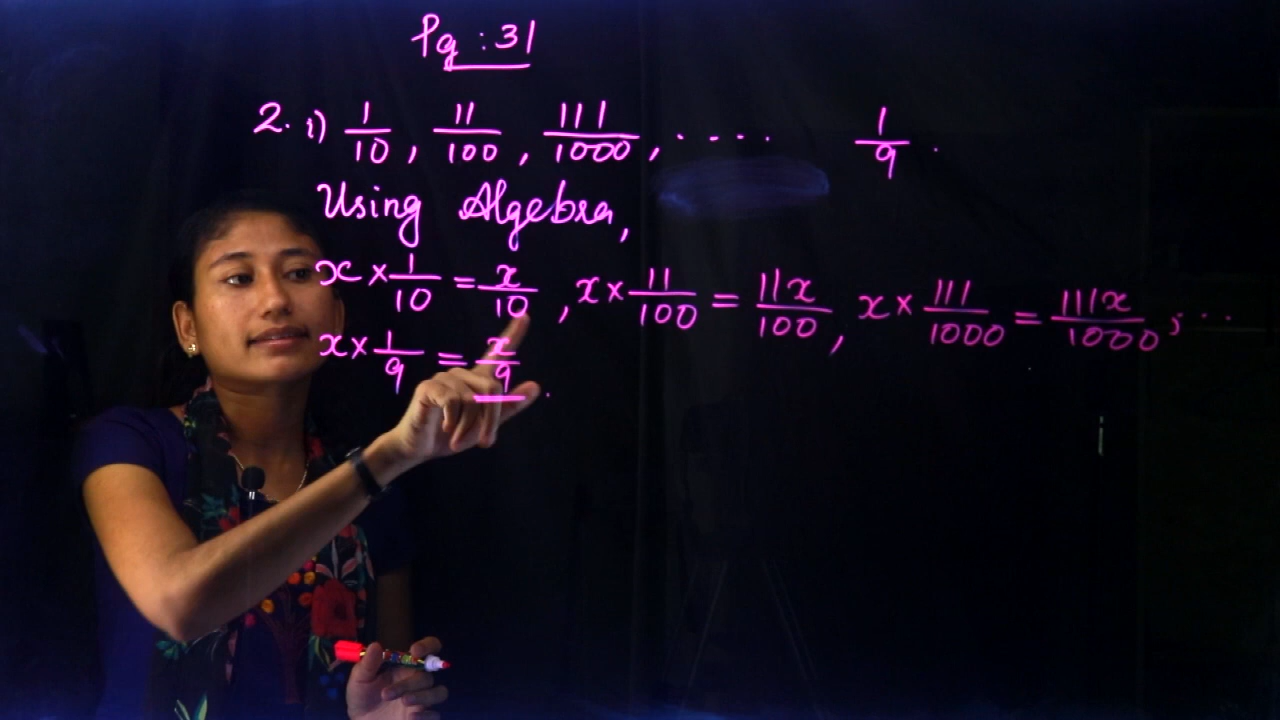 Pg : 31
2. i) 1/10, 11/100, 111/1000, . . . . 1/9 .
Using Algebra,
x × 1/10 = x/10 , x × 11/100 = 11x/100, x × 111/1000 = 111x/1000 ; . .
x × 1/9 = x/9 .